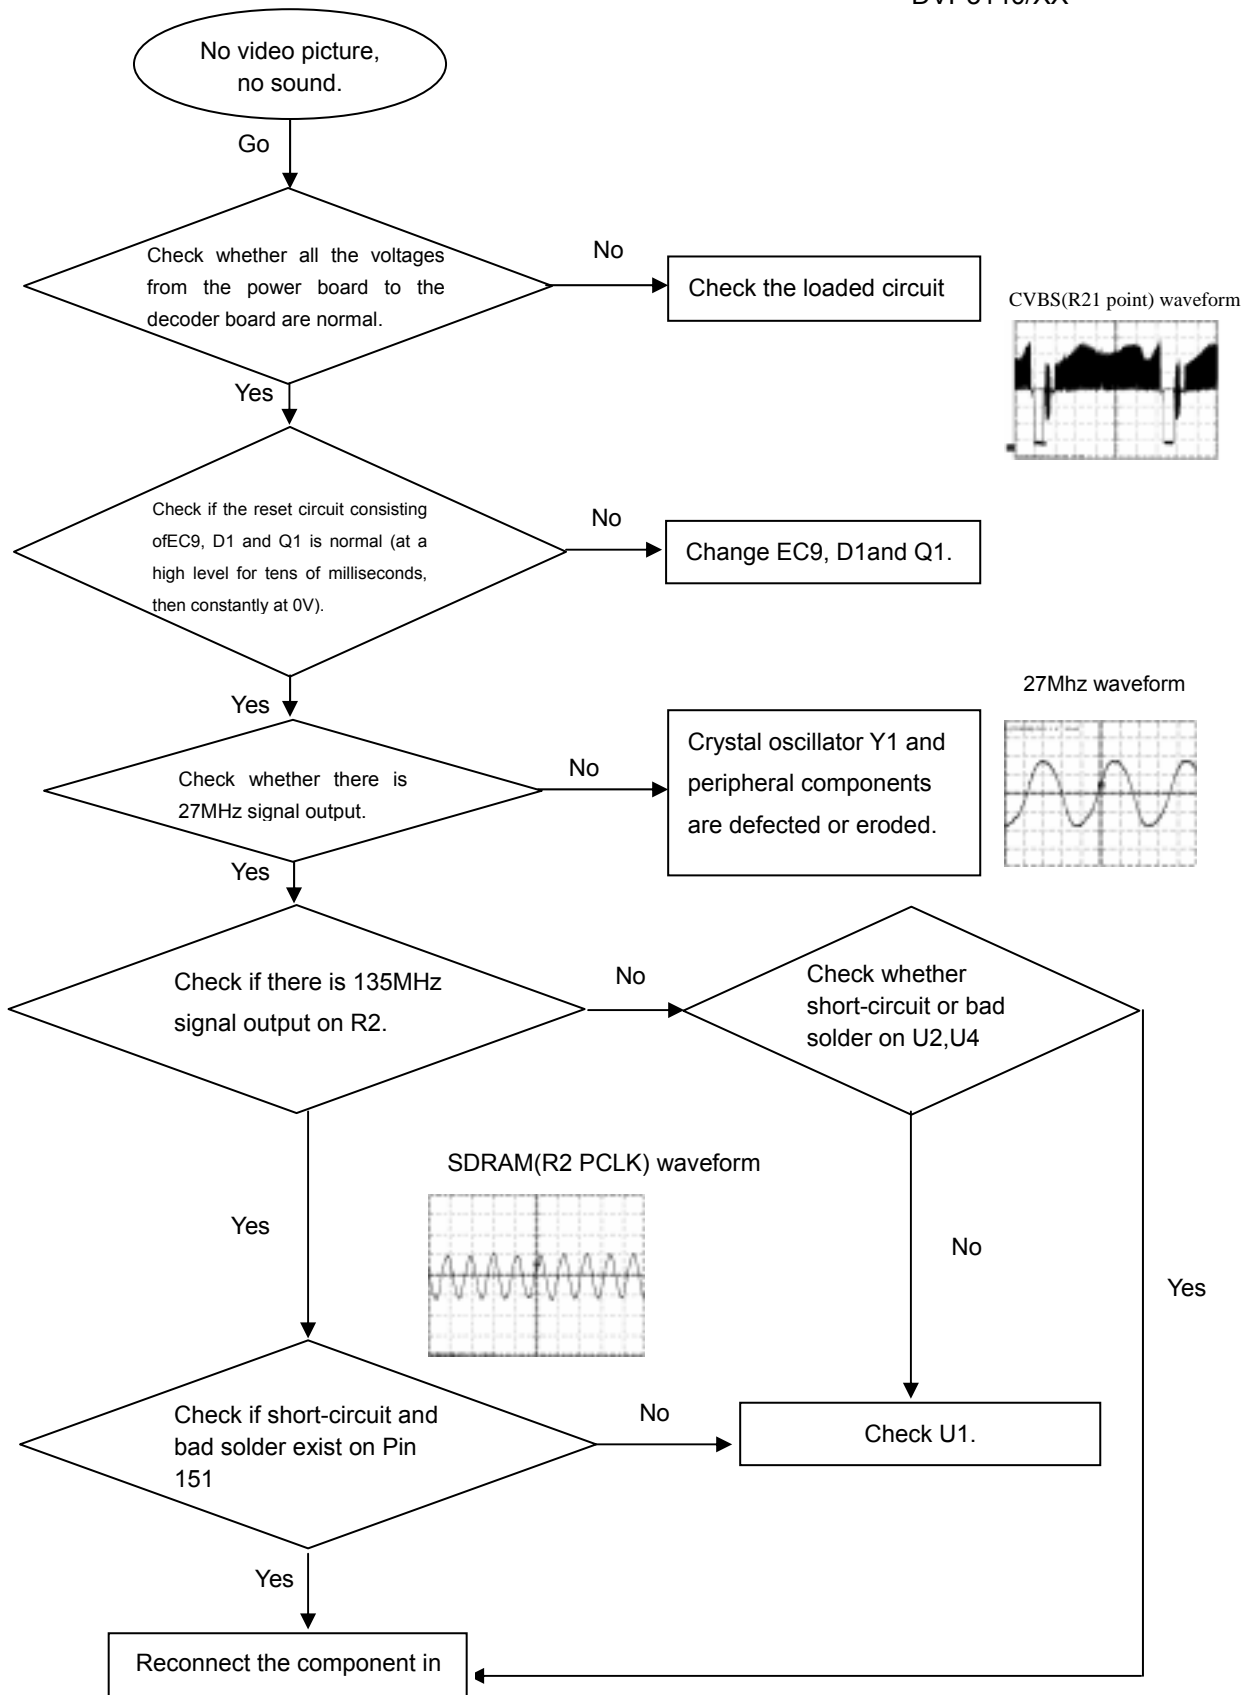 No video picture,
no sound.
Go
Check whether all the voltages
from the power board to the
decoder board are normal.
No
Check the loaded circuit
CVBS(R21 point) waveform
Yes
Check if the reset circuit consisting
ofEC9, D1 and Q1 is normal (at a
high level for tens of milliseconds,
then constantly at 0V).
No
Change EC9, D1and Q1.
27Mhz waveform
Yes
Check whether there is
27MHz signal output.
No
Crystal oscillator Y1 and
peripheral components
are defected or eroded.
Yes
Check if there is 135MHz
signal output on R2.
No
Check whether
short-circuit or bad
solder on U2,U4
SDRAM(R2 PCLK) waveform
Yes
No
Yes
Check if short-circuit and
bad solder exist on Pin
151
No
Check U1.
Yes
Reconnect the component in